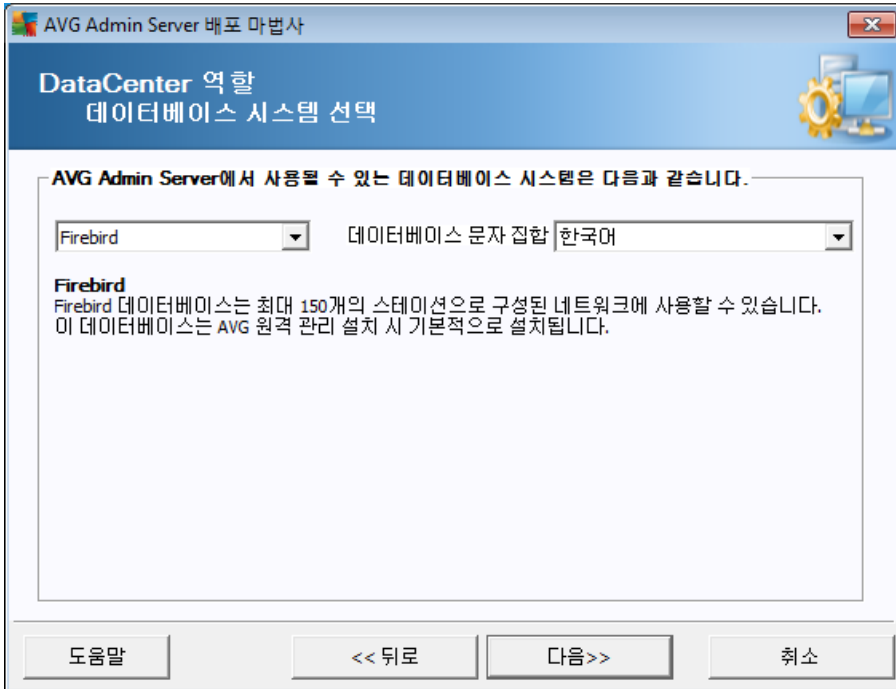 AVG Admin Server 배포 마법사
DataCenter 역할
데이터베이스 시스템 선택
AVG Admin Server에서 사용될 수 있는 데이터베이스 시스템은 다음과 같습니다.
Firebird 데이터베이스 문자 집합 한국어
Firebird
Firebird 데이터베이스는 최대 150개의 스테이션으로 구성된 네트워크에 사용할 수 있습니다.
이 데이터베이스는 AVG 원격 관리 설치 시 기본적으로 설치됩니다.
도움말 << 뒤로 다음>> 취소